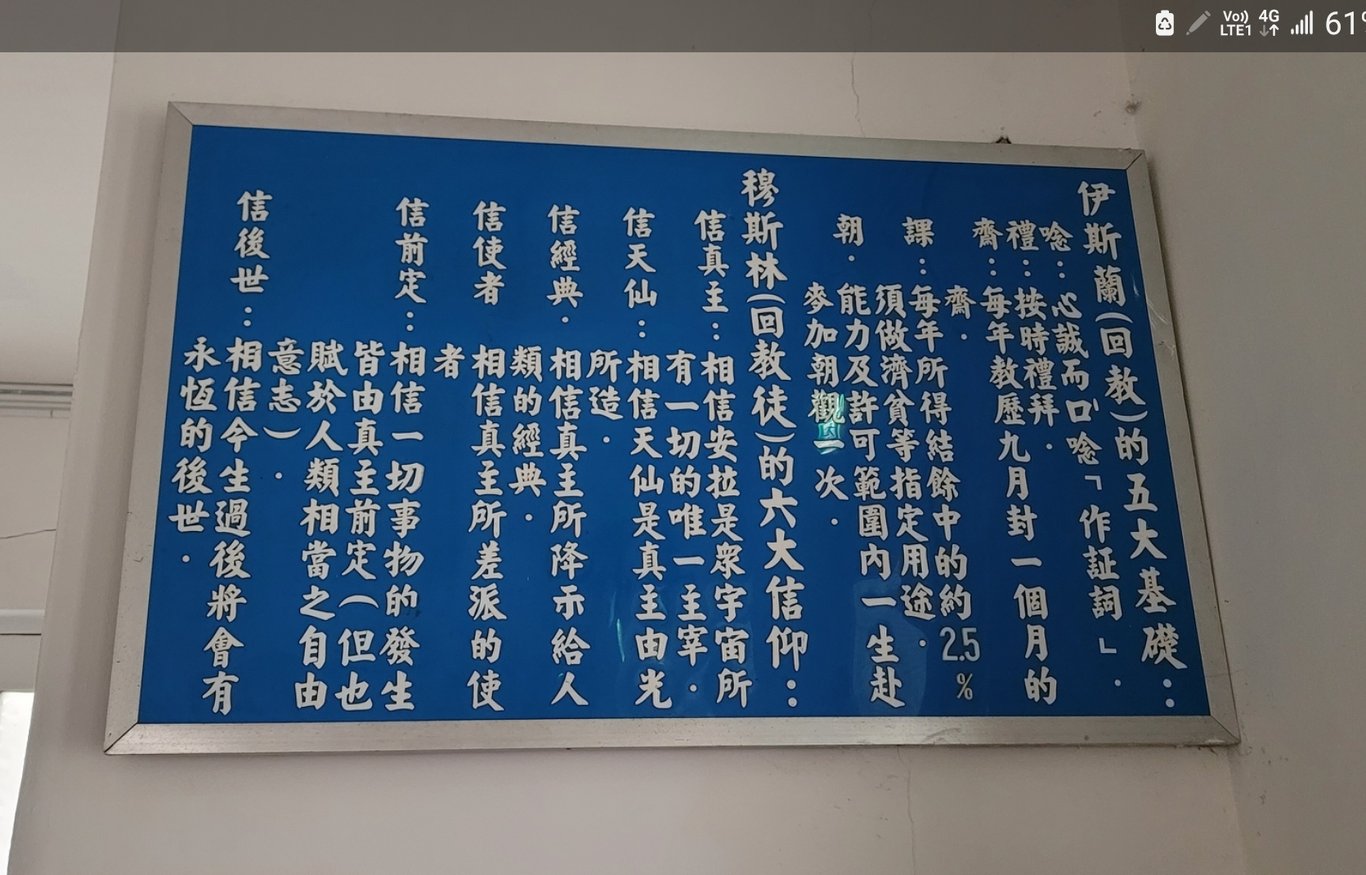 Vo))
LTE1
4G
61%
伊斯蘭(回教)的五大基礎:
唸:心誠而口唸「作証詞」.
禮:按時禮拜.
齋:每年教歷九月封一個月的
齋.
課:每年所得結餘中的約2.5%
須做濟貧等指定用途.
朝.能力及許可範圍內一生赴
麥加朝觀一次.
穆斯林(回教徒)的六大信仰:
信真主:相信安拉是眾宇宙所
有一切的唯一主宰.
信天仙:相信天仙是真主由光
所造.
信經典.相信真主所降示給人
類的經典.
信使者 相信真主所差派的使
者
信前定:相信一切事物的發生
皆由真主前定(但也
賦於人類相當之自由
意志).
信後世:相信今生過後將會有
永恆的後世.